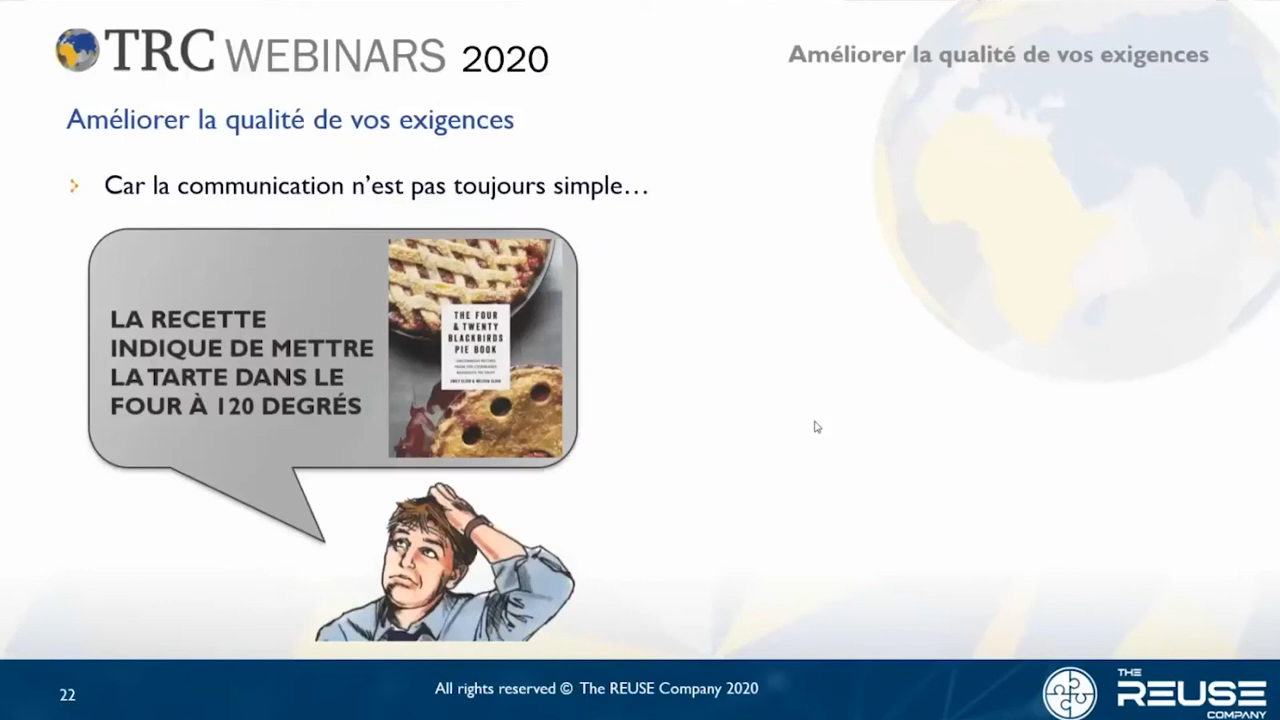 TRC WEBINARS 2020
Améliorer la qualité de vos exigences
Améliorer la qualité de vos exigences
Car la communication n’est pas toujours simple...
LA RECETTE
INDIQUE DE METTRE
LA TARTE DANS LE
FOUR À 120 DEGRÉS
THE FOUR
& TWENTY
BLACKBIRDS
PIE BOOK
22
All rights reserved © The REUSE Company 2020
THE
REUSE
COMPANY